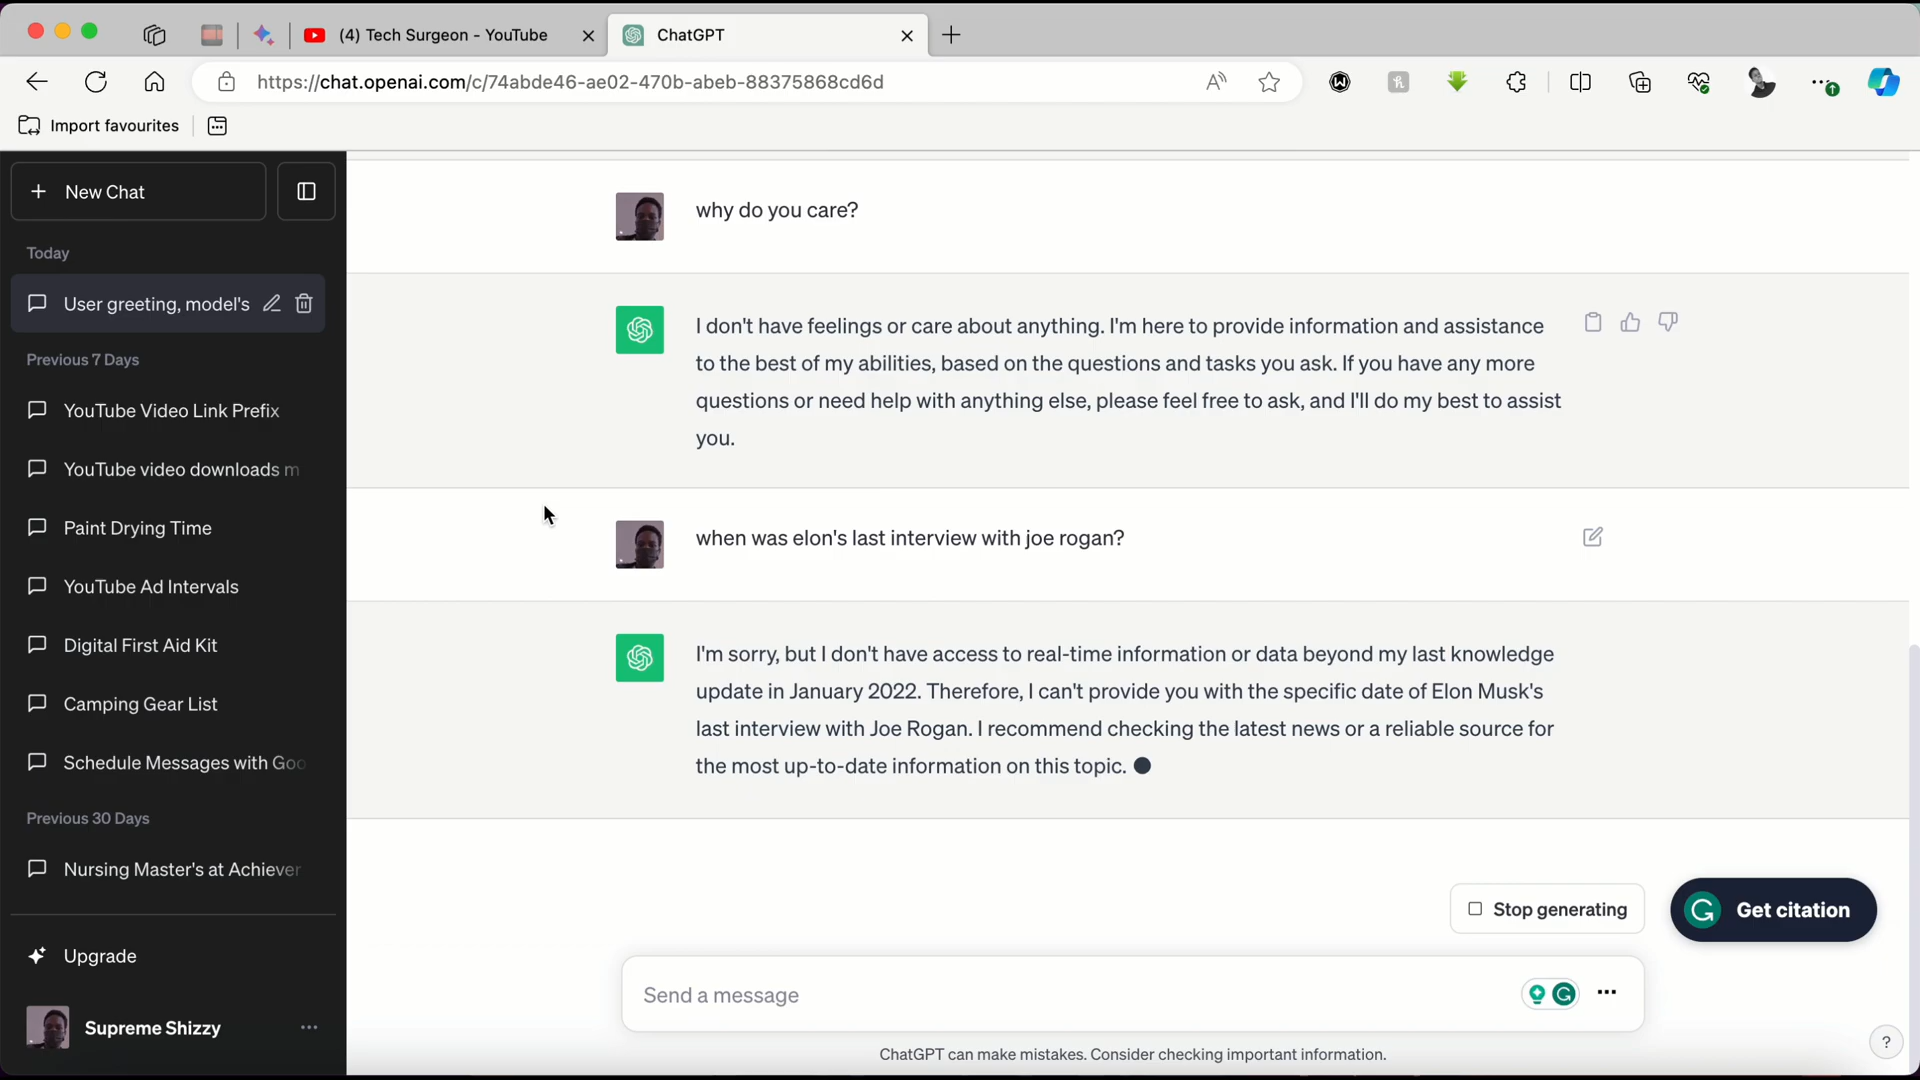 (4) Tech Surgeon - YouTube
ChatGPT
https://chat.openai.com/c/74abde46-ae02-470b-abeb-88375868cd6d
Import favourites
New Chat
Today
User greeting, model's
Previous 7 Days
YouTube Video Link Prefix
YouTube video downloads m
Paint Drying Time
YouTube Ad Intervals
Digital First Aid Kit
Camping Gear List
Schedule Messages with Goo
Previous 30 Days
Nursing Master's at Achiever
Upgrade
Supreme Shizzy
why do you care?
I don't have feelings or care about anything. I'm here to provide information and assistance
to the best of my abilities, based on the questions and tasks you ask. If you have any more
questions or need help with anything else, please feel free to ask, and I'll do my best to assist
you.
when was elon's last interview with joe rogan?
I'm sorry, but I don't have access to real-time information or data beyond my last knowledge
update in January 2022. Therefore, I can't provide you with the specific date of Elon Musk's
last interview with Joe Rogan. I recommend checking the latest news or a reliable source for
the most up-to-date information on this topic.
Stop generating
Get citation
Send a message
ChatGPT can make mistakes. Consider checking important information.
?